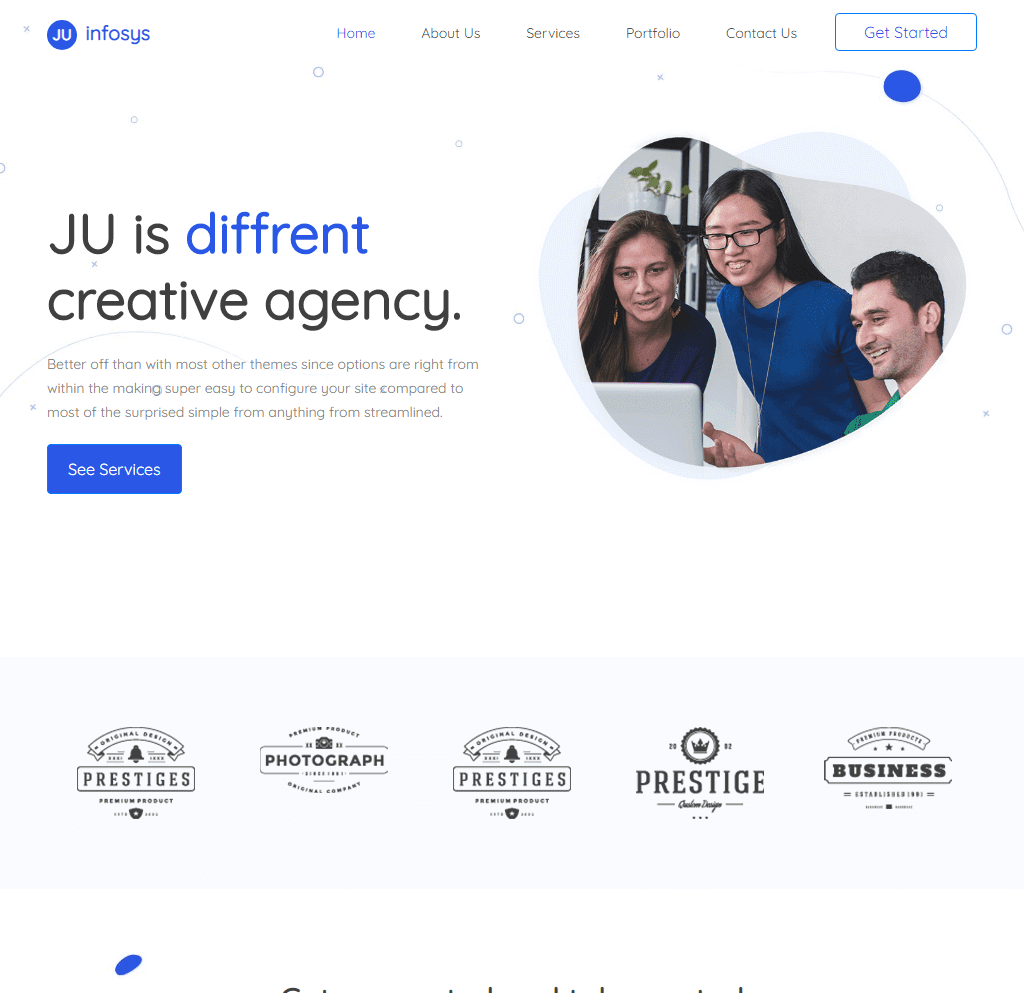 JU infosys
Home
About Us
Services
Portfolio
Contact Us
Get Started
JU is diffrent
creative agency.
Better off than with most other themes since options are right from
within the making super easy to configure your site compared to
most of the surprised simple from anything from streamlined.
See Services
ORIGINAL DESIGN
PRESTIGES
PREMIUM PRODUCT
PREMIUM PRODUCT
PHOTOGRAPH
ORIGINAL COMPANY
ORIGINAL DESIGN
PRESTIGES
PREMIUM PRODUCT
20 02
PRESTIGE
Qustom Design
PREMIUM PRODUCTS
BUSINESS
ESTABLISHED 1991